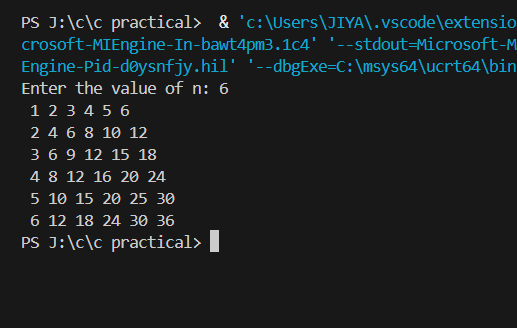 PS J:\c\c practical>  & 'c:\Users\JIYA\.vscode\extensio
crosoft-MIEngine-In-bawt4pm3.1c4' '--stdout=Microsoft-M
Engine-Pid-d0ysnfjy.hil' '--dbgExe=C:\msys64\ucrt64\bin
Enter the value of n: 6
 1 2 3 4 5 6
 2 4 6 8 10 12
 3 6 9 12 15 18
 4 8 12 16 20 24
 5 10 15 20 25 30
 6 12 18 24 30 36
PS J:\c\c practical>